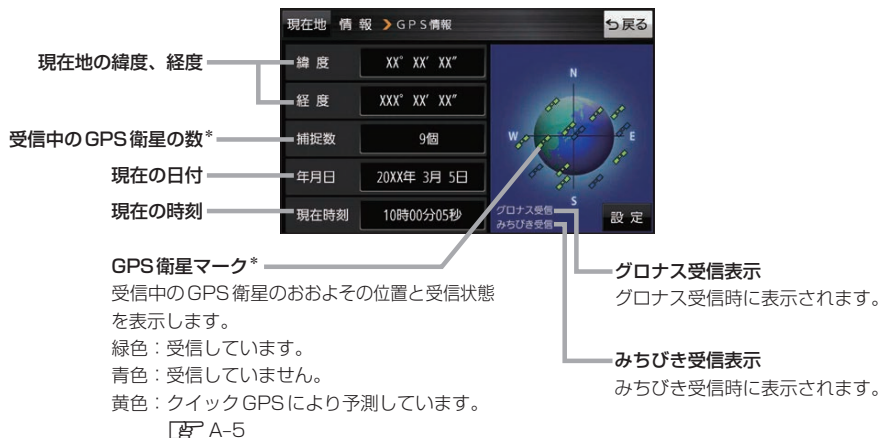 現在地 情 報 > GPS情報
戻る
現在地の緯度、経度
緯 度
XX° XX′ XX″
経 度
XXX° XX′ XX″
受信中のGPS衛星の数*
捕捉数
9個
現在の日付
年月日
20XX年 3月 5日
現在の時刻
現在時刻
10時00分05秒
N
W
E
S
グロナス受信
みちびき受信
設 定
GPS衛星マーク*
受信中のGPS衛星のおおよその位置と受信状態
を表示します。
緑色：受信しています。
青色：受信していません。
黄色：クイックGPSにより予測しています。
A-5
グロナス受信表示
グロナス受信時に表示されます。
みちびき受信表示
みちびき受信時に表示されます。